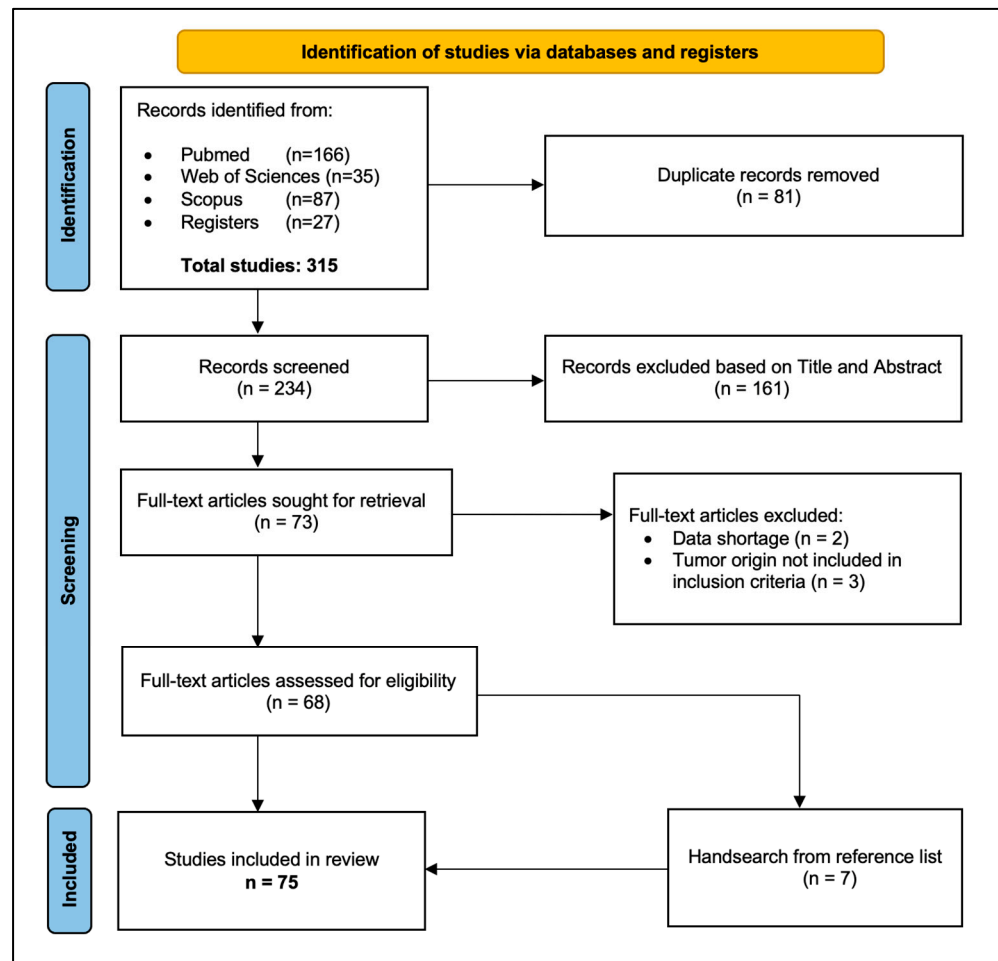 Identification of studies via databases and registers
Identification
Records identified from:
• Pubmed (n=166)
• Web of Sciences (n=35)
• Scopus (n=87)
• Registers (n=27)
Total studies: 315
Duplicate records removed
(n = 81)
Screening
Records screened
(n = 234)
Records excluded based on Title and Abstract
(n = 161)
Full-text articles sought for retrieval
(n = 73)
Full-text articles excluded:
• Data shortage (n = 2)
• Tumor origin not included in
inclusion criteria (n = 3)
Full-text articles assessed for eligibility
(n = 68)
Included
Studies included in review
n = 75
Handsearch from reference list
(n = 7)